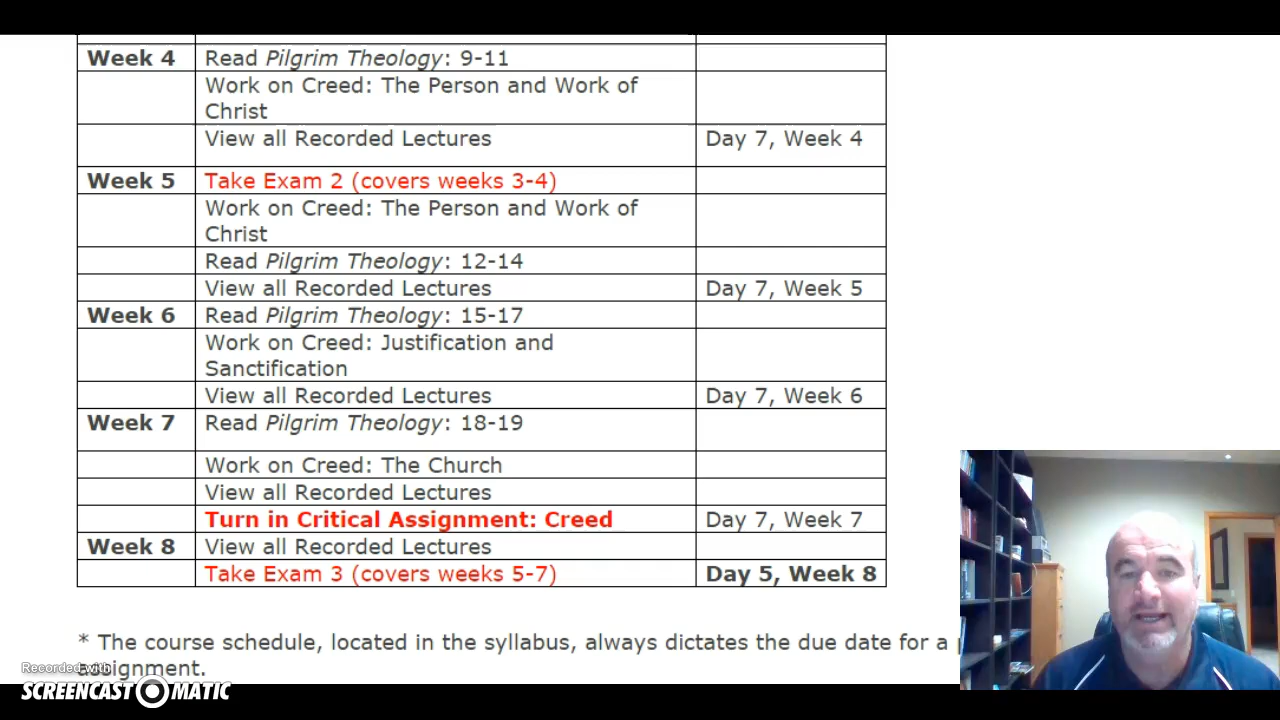 Week 4 Read Pilgrim Theology: 9-11
Work on Creed: The Person and Work of
Christ
View all Recorded Lectures Day 7, Week 4
Week 5 Take Exam 2 (covers weeks 3-4)
Work on Creed: The Person and Work of
Christ
Read Pilgrim Theology: 12-14
View all Recorded Lectures Day 7, Week 5
Week 6 Read Pilgrim Theology: 15-17
Work on Creed: Justification and
Sanctification
View all Recorded Lectures Day 7, Week 6
Week 7 Read Pilgrim Theology: 18-19
Work on Creed: The Church
View all Recorded Lectures
Turn in Critical Assignment: Creed Day 7, Week 7
Week 8 View all Recorded Lectures
Take Exam 3 (covers weeks 5-7) Day 5, Week 8
* The course schedule, located in the syllabus, always dictates the due date for a
assignment.
Recorded with
SCREENCAST-O-MATIC